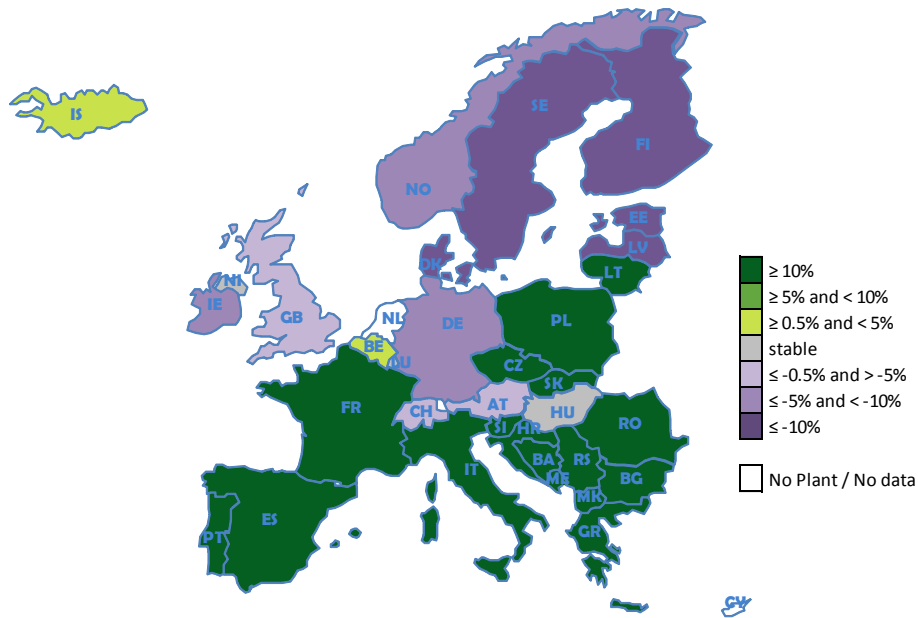 IS
SE
FI
NO
EE
LV
DK
LT
NI
IE
GB
NL
DE
PL
BE
LU
CZ
SK
FR
CH
AT
HU
SI
HR
RO
IT
BA
RS
ME
BG
MK
ES
PT
GR
CY
≥ 10%
≥ 5% and < 10%
≥ 0.5% and < 5%
stable
≤ -0.5% and > -5%
≤ -5% and < -10%
≤ -10%
No Plant / No data